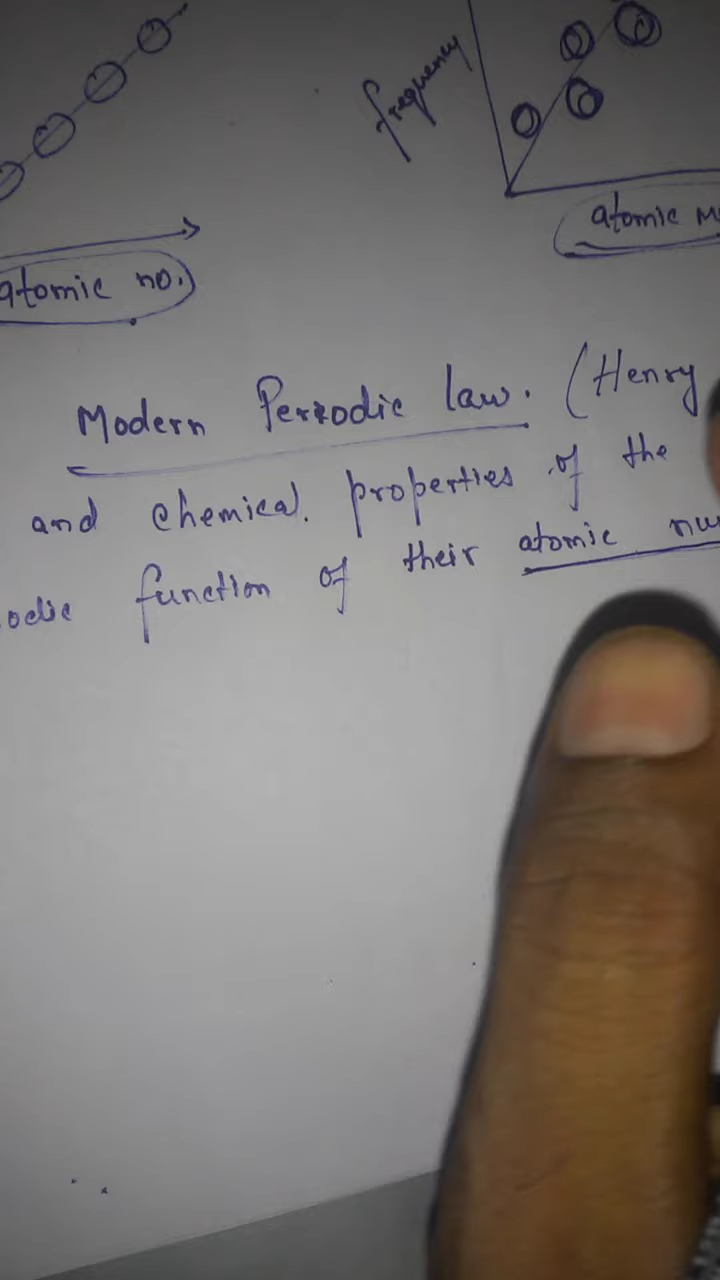 frequency
atomic
atomic no.
Modern Periodic law. (Henry
and chemical. properties of the
function of their atomic